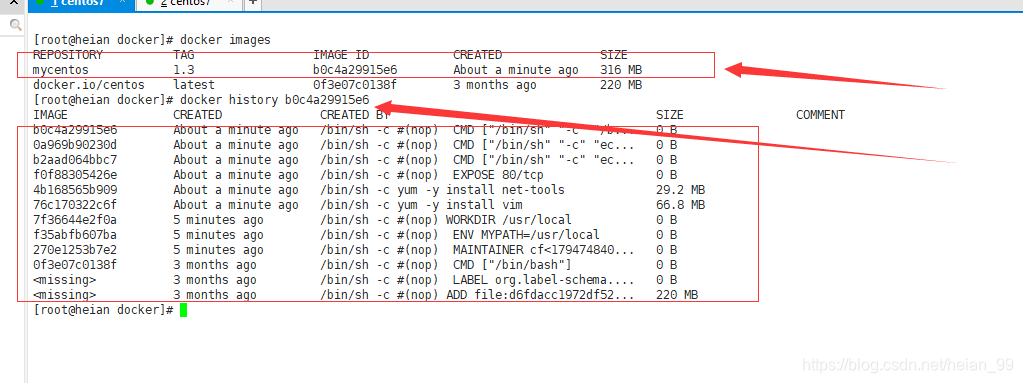 1 centos7 2 centos7
[root@heian docker]# docker images
REPOSITORY TAG IMAGE ID CREATED SIZE
mycentos 1.3 b0c4a29915e6 About a minute ago 316 MB
docker.io/centos latest 0f3e07c0138f 3 months ago 220 MB
[root@heian docker]# docker history b0c4a29915e6
IMAGE CREATED CREATED BY SIZE COMMENT
b0c4a29915e6 About a minute ago /bin/sh -c #(nop) CMD ["/bin/sh" "-c" "/b... 0 B
0a969b90230d About a minute ago /bin/sh -c #(nop) CMD ["/bin/sh" "-c" "ec... 0 B
b2aad064bbc7 About a minute ago /bin/sh -c #(nop) CMD ["/bin/sh" "-c" "ec... 0 B
f0f88305426e About a minute ago /bin/sh -c #(nop) EXPOSE 80/tcp 0 B
4b168565b909 About a minute ago /bin/sh -c yum -y install net-tools 29.2 MB
76c170322c6f About a minute ago /bin/sh -c yum -y install vim 66.8 MB
7f36644e2f0a 5 minutes ago /bin/sh -c #(nop) WORKDIR /usr/local 0 B
f35abfb607ba 5 minutes ago /bin/sh -c #(nop) ENV MYPATH=/usr/local 0 B
270e1253b7e2 5 minutes ago /bin/sh -c #(nop) MAINTAINER cf<179474840... 0 B
0f3e07c0138f 3 months ago /bin/sh -c #(nop) CMD ["/bin/bash"] 0 B
<missing> 3 months ago /bin/sh -c #(nop) LABEL org.label-schema.... 0 B
<missing> 3 months ago /bin/sh -c #(nop) ADD file:d6fdacc1972df52... 220 MB
[root@heian docker]#
https://blog.csdn.net/heian_99